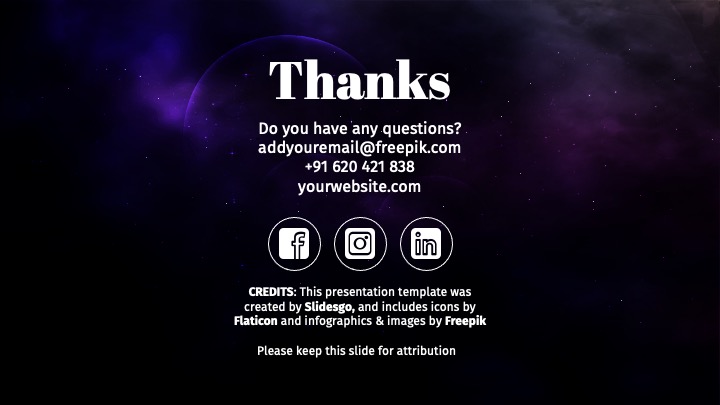 Thanks
Do you have any questions?
addyouremail@freepik.com
+91 620 421 838
yourwebsite.com
CREDITS: This presentation template was
created by Slidesgo, and includes icons by
Flaticon and infographics & images by Freepik
Please keep this slide for attribution